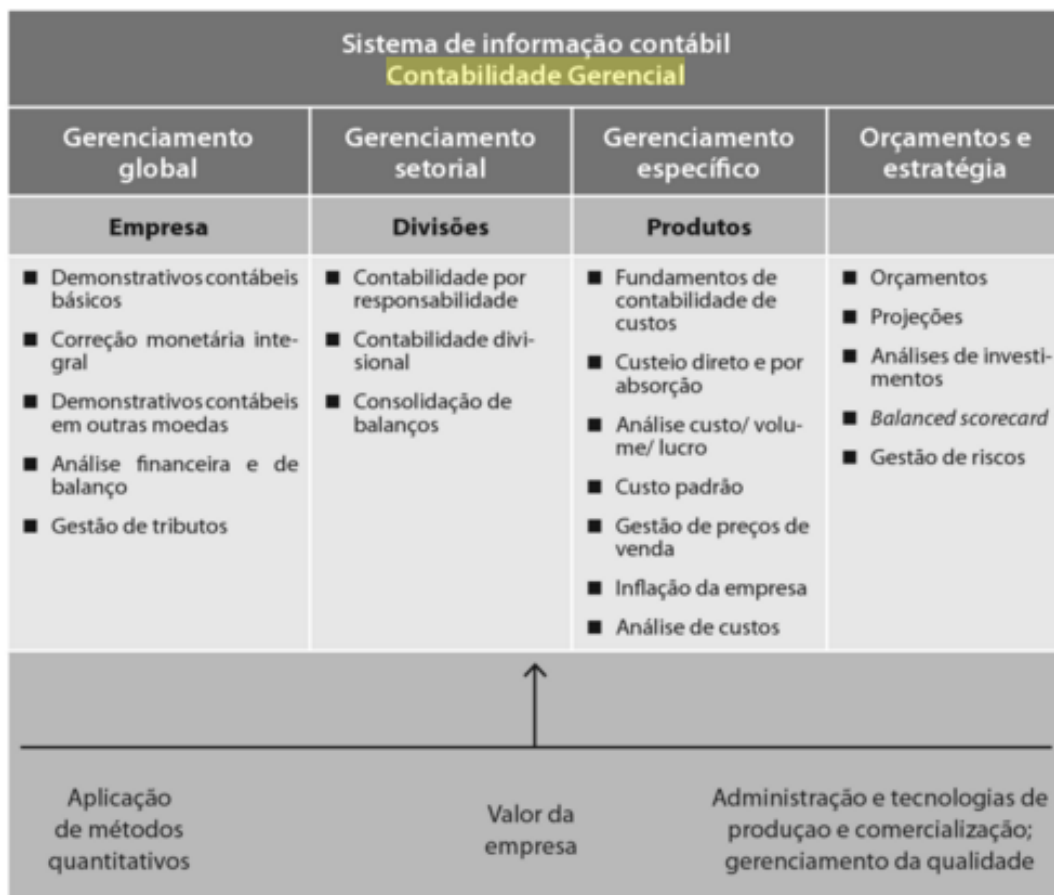 Sistema de informação contábil
Contabilidade Gerencial
Gerenciamento
global
Gerenciamento
setorial
Gerenciamento
específico
Orçamentos e
estratégia
Empresa
Divisões
Produtos
■ Demonstrativos contábeis
básicos
■ Correção monetária inte-
gral
■ Demonstrativos contábeis
em outras moedas
■ Análise financeira e de
balanço
■ Gestão de tributos
■ Contabilidade por
responsabilidade
■ Contabilidade divi-
sional
■ Consolidação de
balanços
■ Fundamentos de
contabilidade de
custos
■ Custeio direto e por
absorção
■ Análise custo/ volu-
me/ lucro
■ Custo padrão
■ Gestão de preços de
venda
■ Inflação da empresa
■ Análise de custos
■ Orçamentos
■ Projeções
■ Análises de investi-
mentos
■ Balanced scorecard
■ Gestão de riscos
Aplicação
de métodos
quantitativos
Valor da
empresa
Administração e tecnologias de
produçao e comercialização;
gerenciamento da qualidade